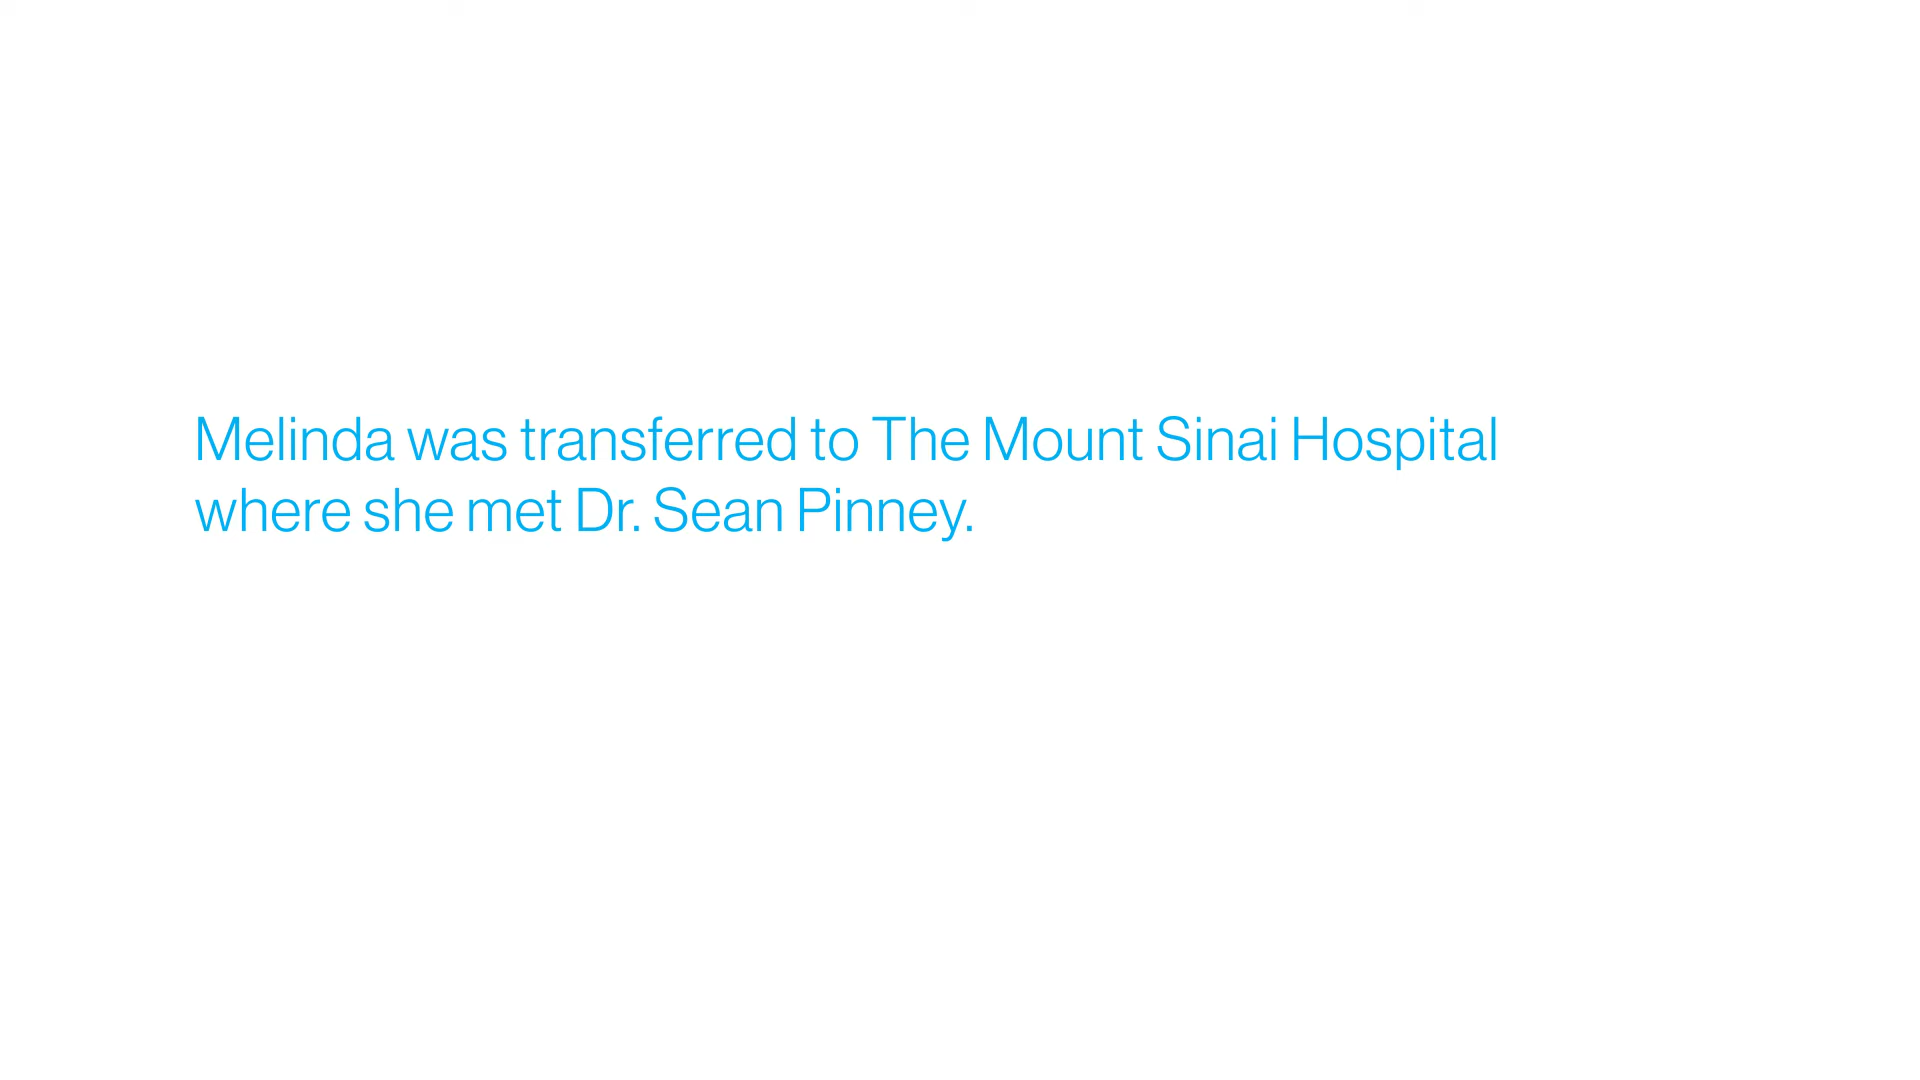 Melinda was transferred to The Mount Sinai Hospital
where she met Dr. Sean Pinney.